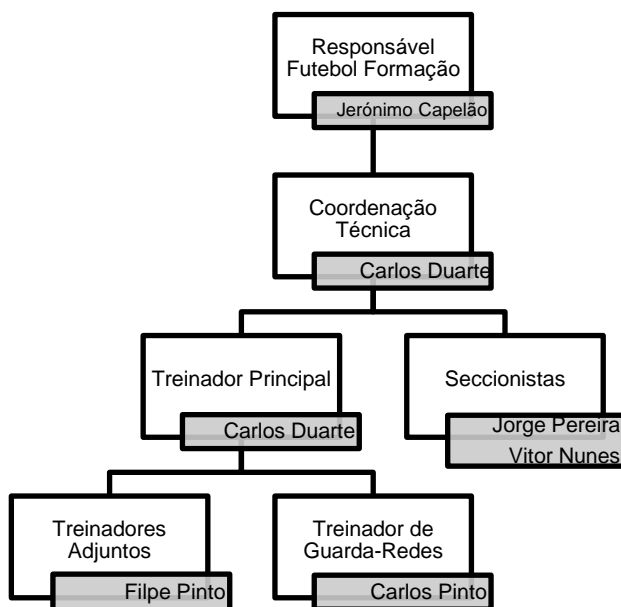 Responsável
Futebol Formação
Jerónimo Capelão
Coordenação
Técnica
Carlos Duarte
Treinador Principal
Carlos Duarte
Seccionistas
Jorge Pereira
Vitor Nunes
Treinadores
Adjuntos
Filpe Pinto
Treinador de
Guarda-Redes
Carlos Pinto